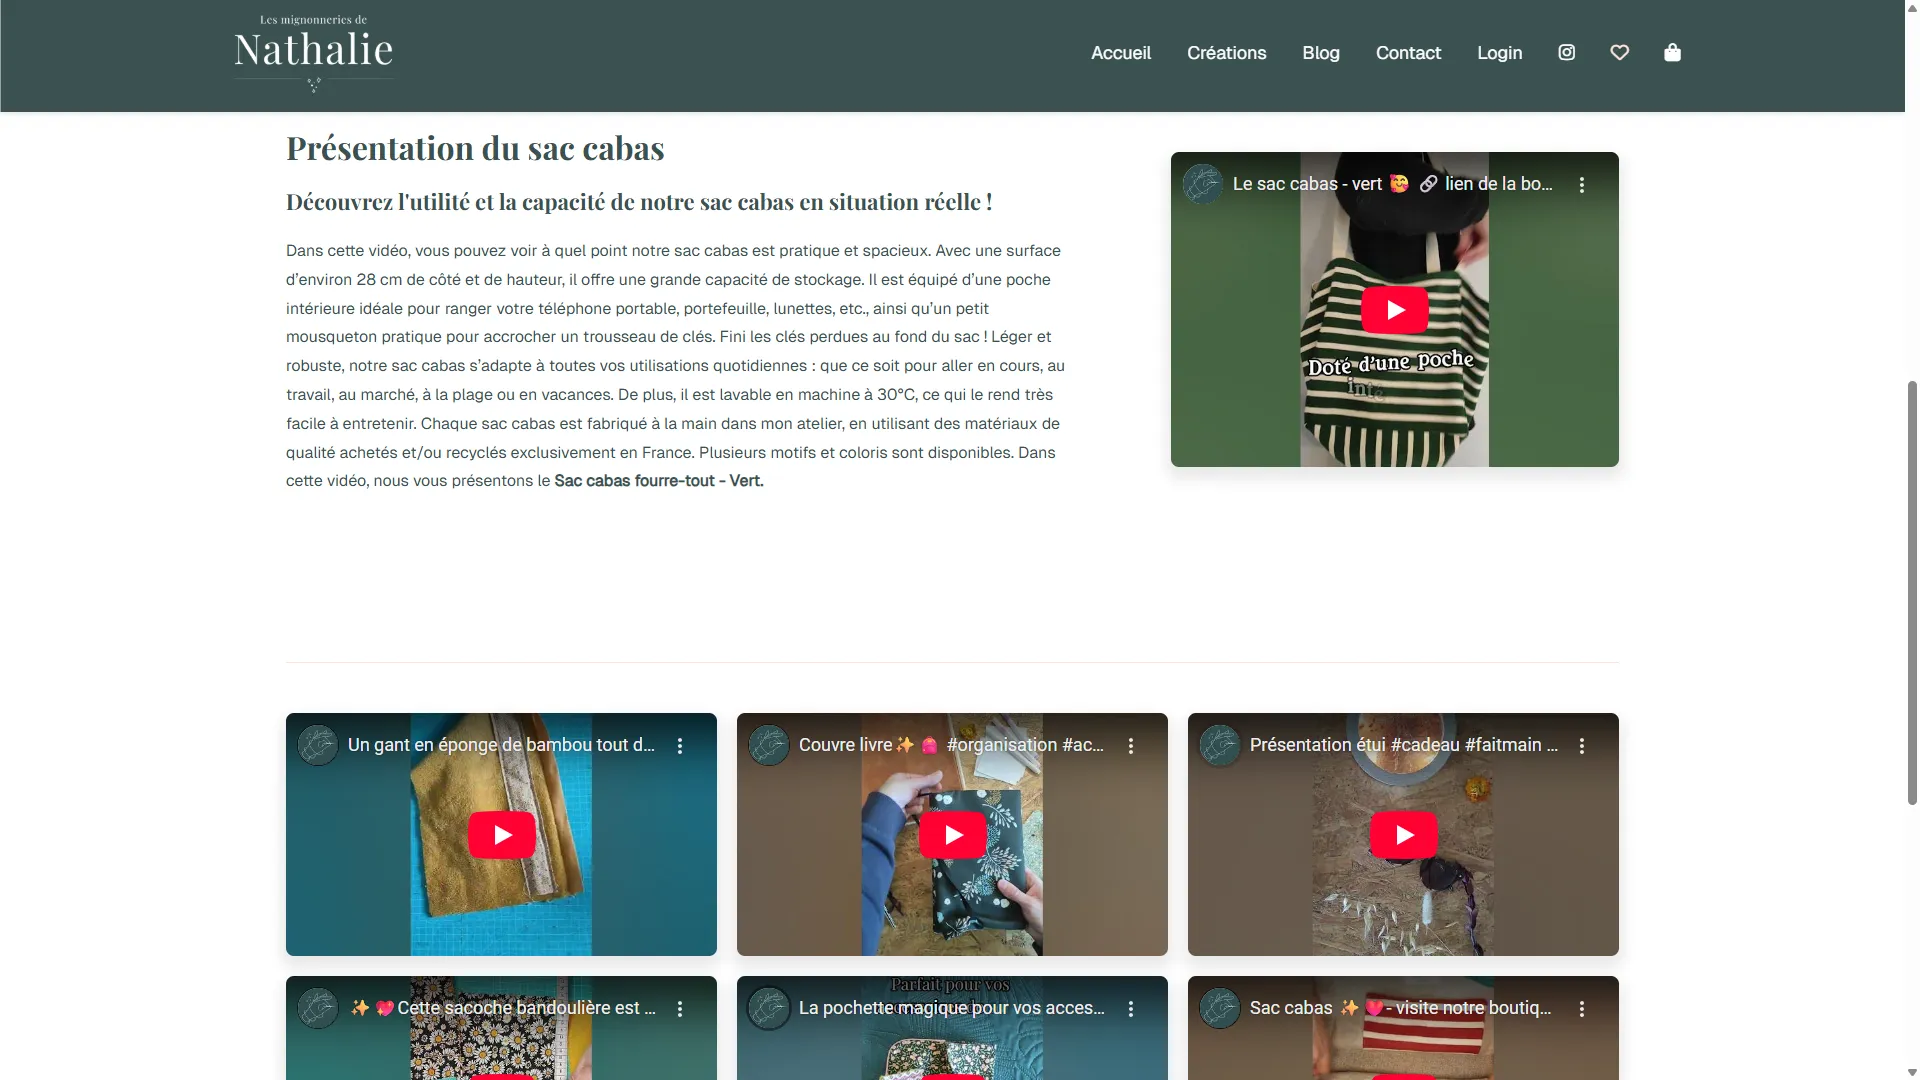 Les mignonneries de
Nathalie
Accueil
Créations
Blog
Contact
Login
Présentation du sac cabas
Découvrez l'utilité et la capacité de notre sac cabas en situation réelle !
Dans cette vidéo, vous pouvez voir à quel point notre sac cabas est pratique et spacieux. Avec une surface
d’environ 28 cm de côté et de hauteur, il offre une grande capacité de stockage. Il est équipé d’une poche
intérieure idéale pour ranger votre téléphone portable, portefeuille, lunettes, etc., ainsi qu’un petit
mousqueton pratique pour accrocher un trousseau de clés. Fini les clés perdues au fond du sac ! Léger et
robuste, notre sac cabas s’adapte à toutes vos utilisations quotidiennes : que ce soit pour aller en cours, au
travail, au marché, à la plage ou en vacances. De plus, il est lavable en machine à 30°C, ce qui le rend très
facile à entretenir. Chaque sac cabas est fabriqué à la main dans mon atelier, en utilisant des matériaux de
qualité achetés et/ou recyclés exclusivement en France. Plusieurs motifs et coloris sont disponibles. Dans
cette vidéo, nous vous présentons le Sac cabas fourre-tout - Vert.
Le sac cabas - vert 🥰 🔗 lien de la bo...
Doté d’une poche
inté
Un gant en éponge de bambou tout d...
Couvre livre✨ 👛 #organisation #ac...
Présentation étui #cadeau #faitmain ...
✨ 💖Cette sacoche bandoulière est ...
Parfait pour vos
La pochette magique pour vos acces...
Sac cabas ✨ 💗- visite notre boutiq...